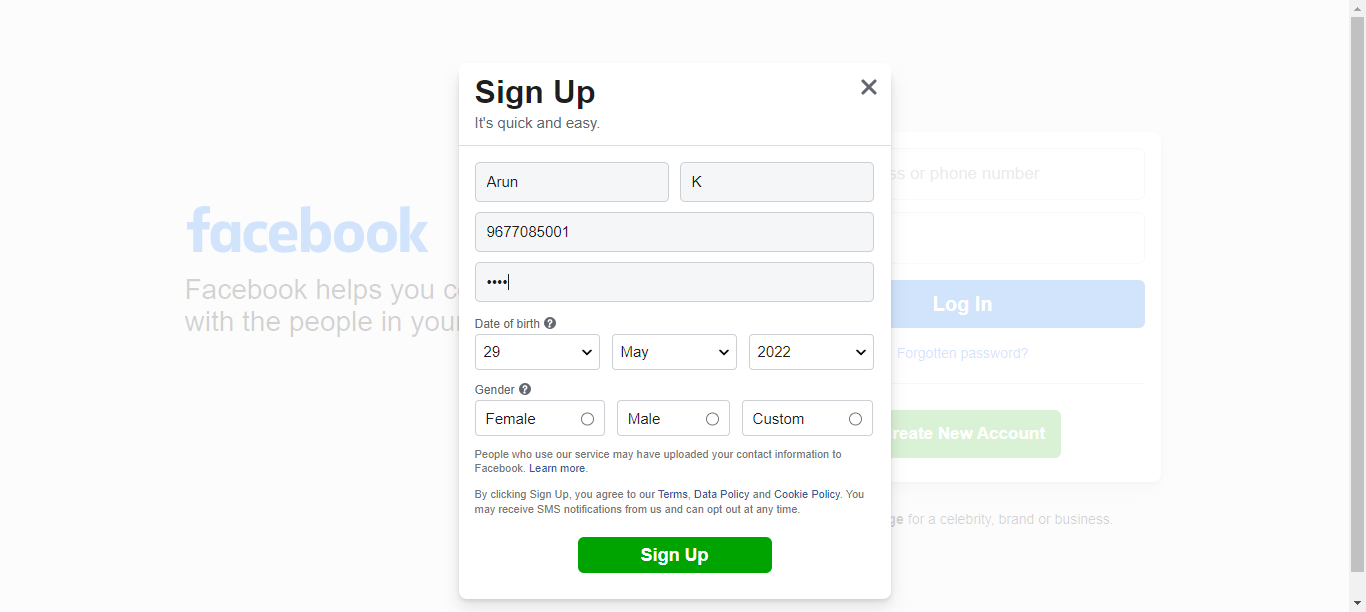 Sign Up
It's quick and easy.
Arun K
9677085001
••••
Date of birth
29 May 2022
Gender
Female Male Custom
People who use our service may have uploaded your contact information to
Facebook. Learn more.
By clicking Sign Up, you agree to our Terms, Data Policy and Cookie Policy. You
may receive SMS notifications from us and can opt out at any time.
Sign Up
facebook
Facebook helps you
with the people in your
or phone number
Log In
Forgotten password?
New Account
for a celebrity, brand or business.